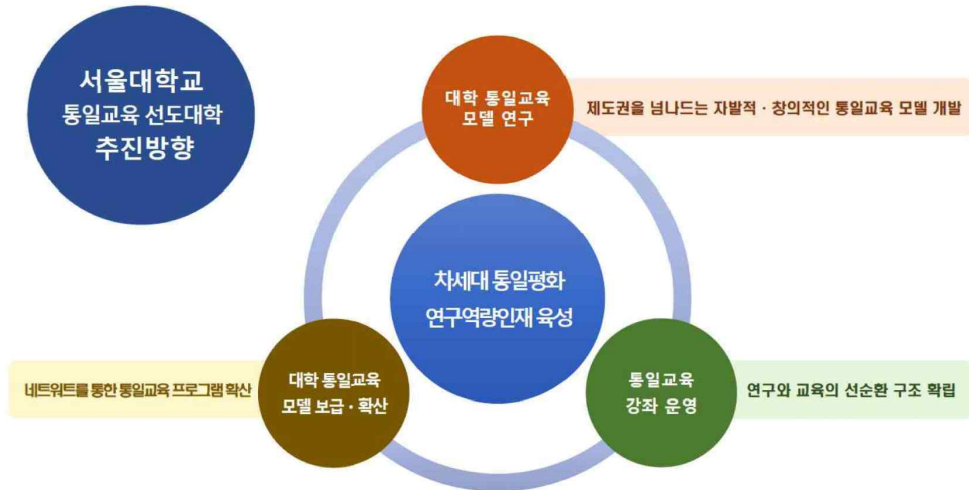 서울대학교
통일교육 선도대학
추진방향
대학 통일교육
모델 연구
제도권을 넘나드는 자발적 · 창의적인 통일교육 모델 개발
차세대 통일평화
연구역량인재 육성
네트워트를 통한 통일교육 프로그램 확산
대학 통일교육
모델 보급 · 확산
통일교육
강좌 운영
연구와 교육의 선순환 구조 확립